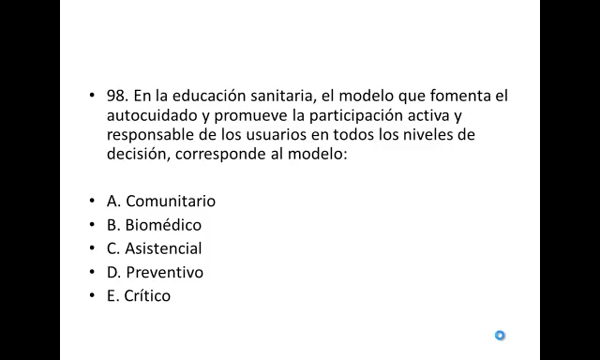 • 98. En la educación sanitaria, el modelo que fomenta el
autocuidado y promueve la participación activa y
responsable de los usuarios en todos los niveles de
decisión, corresponde al modelo:
• A. Comunitario
• B. Biomédico
• C. Asistencial
• D. Preventivo
• E. Crítico